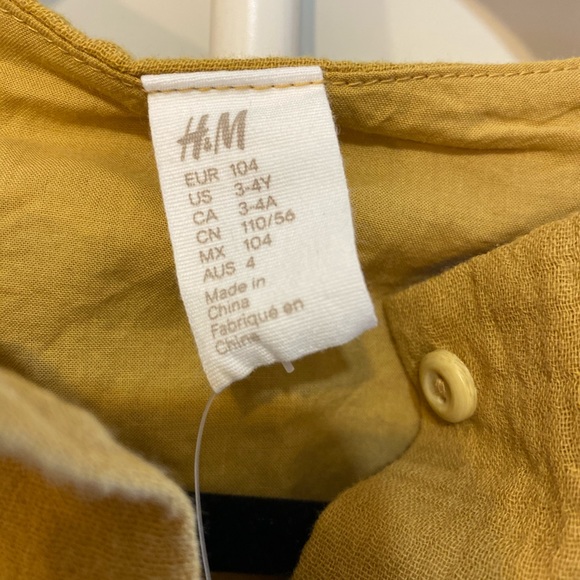 H&M
EUR 104
US 3-4Y
CA 3-4A
CN 110/56
MX 104
AUS 4
Made in
China
Fabriqué en
Chine